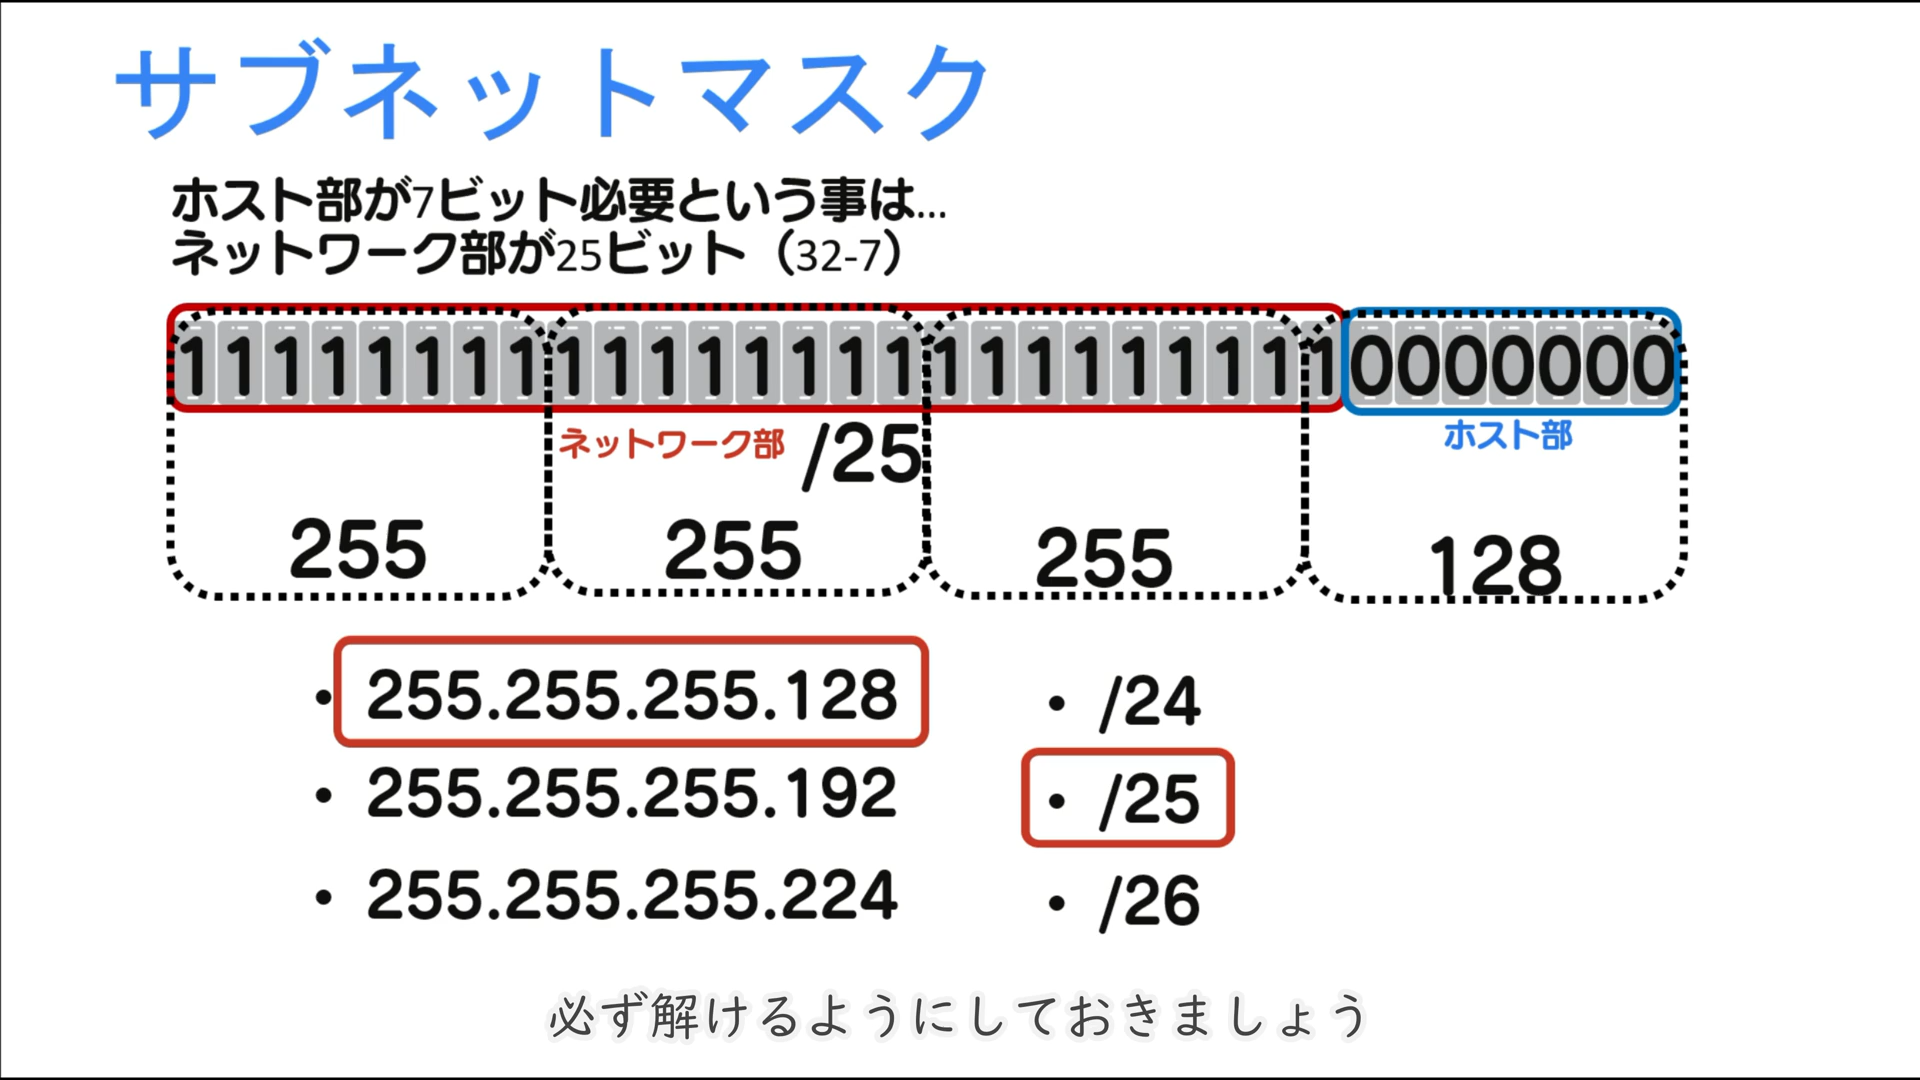 サブネットマスク
ホスト部が7ビット必要という事は...
ネットワーク部が25ビット（32-7）
11111111111111111111111110000000
ネットワーク部 /25
ホスト部
255 255 255 128
• 255.255.255.128
• 255.255.255.192
• 255.255.255.224
• /24
• /25
• /26
必ず解けるようにしておきましょう